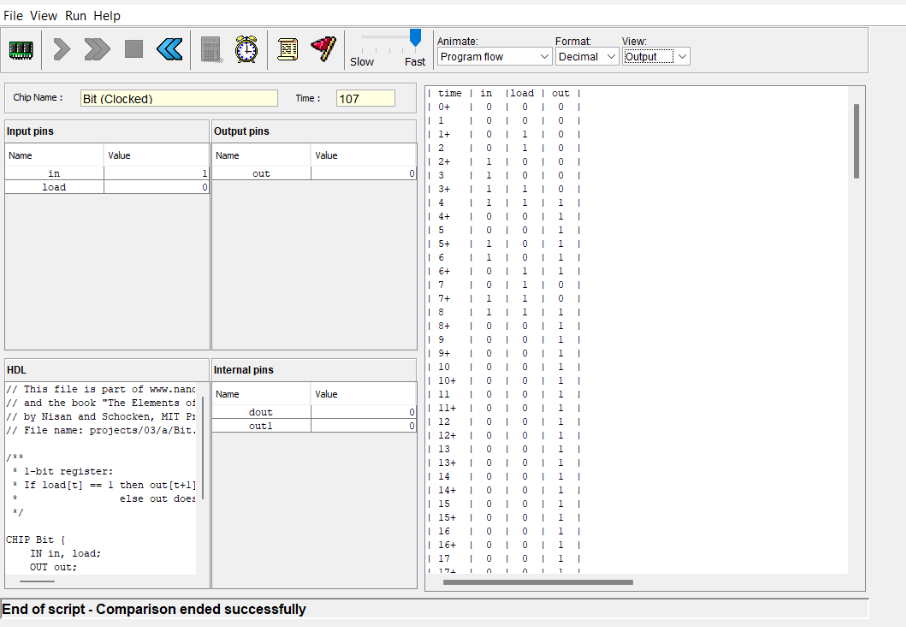 File View Run Help
Slow Fast
Animate: Format: View:
Program flow Decimal Output
Chip Name : Bit (Clocked) Time : 107
Input pins
Name Value
in 1
load 0
Output pins
Name Value
out 0
HDL
// This file is part of www.nand
// and the book "The Elements of
// by Nisan and Schocken, MIT Pr
// File name: projects/03/a/Bit.
/**
* 1-bit register:
* If load[t] == 1 then out[t+1]
* else out does
*/
CHIP Bit {
IN in, load;
OUT out;
Internal pins
Name Value
dout 0
out1 0
| time | in |load | out |
| 0+ | 0 | 0 | 0 |
| 1 | 0 | 0 | 0 |
| 1+ | 0 | 1 | 0 |
| 2 | 0 | 1 | 0 |
| 2+ | 1 | 0 | 0 |
| 3 | 1 | 0 | 0 |
| 3+ | 1 | 1 | 0 |
| 4 | 1 | 1 | 1 |
| 4+ | 0 | 0 | 1 |
| 5 | 0 | 0 | 1 |
| 5+ | 1 | 0 | 1 |
| 6 | 1 | 0 | 1 |
| 6+ | 0 | 1 | 1 |
| 7 | 0 | 1 | 0 |
| 7+ | 1 | 1 | 0 |
| 8 | 1 | 1 | 1 |
| 8+ | 0 | 0 | 1 |
| 9 | 0 | 0 | 1 |
| 9+ | 0 | 0 | 1 |
| 10 | 0 | 0 | 1 |
| 10+ | 0 | 0 | 1 |
| 11 | 0 | 0 | 1 |
| 11+ | 0 | 0 | 1 |
| 12 | 0 | 0 | 1 |
| 12+ | 0 | 0 | 1 |
| 13 | 0 | 0 | 1 |
| 13+ | 0 | 0 | 1 |
| 14 | 0 | 0 | 1 |
| 14+ | 0 | 0 | 1 |
| 15 | 0 | 0 | 1 |
| 15+ | 0 | 0 | 1 |
| 16 | 0 | 0 | 1 |
| 16+ | 0 | 0 | 1 |
| 17 | 0 | 0 | 1 |
| 17+ | 0 | 0 | 1 |
End of script - Comparison ended successfully